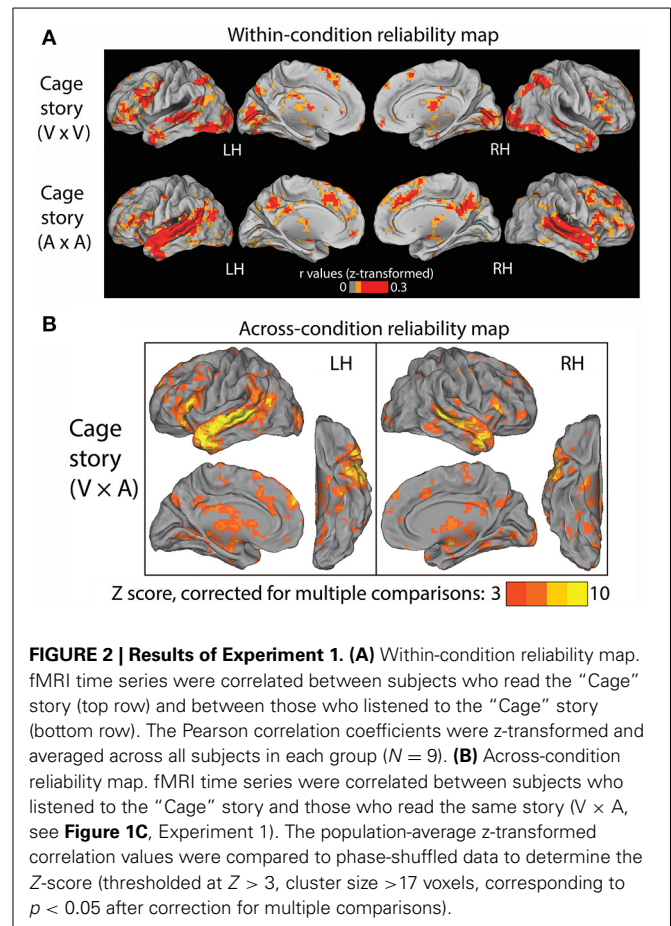 A
Within-condition reliability map
Cage
story
(V x V)
LH
RH
Cage
story
(A x A)
LH
RH
r values (z-transformed)
0 0.3
B
Across-condition reliability map
LH
RH
Cage
story
(V × A)
Z score, corrected for multiple comparisons: 3 10
FIGURE 2 | Results of Experiment 1. (A) Within-condition reliability map.
fMRI time series were correlated between subjects who read the “Cage”
story (top row) and between those who listened to the “Cage” story
(bottom row). The Pearson correlation coefficients were z-transformed and
averaged across all subjects in each group (N = 9). (B) Across-condition
reliability map. fMRI time series were correlated between subjects who
listened to the “Cage” story and those who read the same story (V × A,
see Figure 1C, Experiment 1). The population-average z-transformed
correlation values were compared to phase-shuffled data to determine the
Z-score (thresholded at Z > 3, cluster size >17 voxels, corresponding to
p < 0.05 after correction for multiple comparisons).